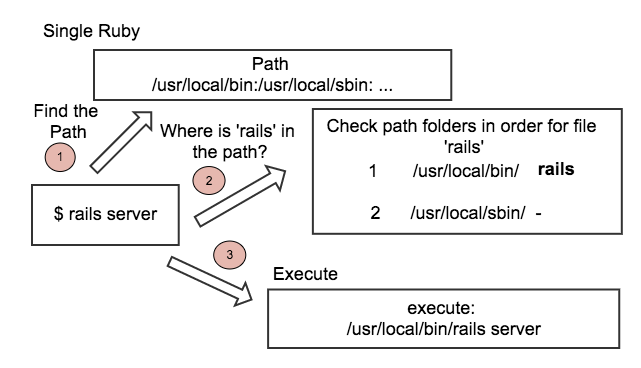 Single Ruby
Path
/usr/local/bin:/usr/local/sbin: ...
Find the
Path
1
Where is 'rails' in
the path?
2
Check path folders in order for file
'rails'
1 /usr/local/bin/ rails
2 /usr/local/sbin/ -
$ rails server
3
Execute
execute:
/usr/local/bin/rails server